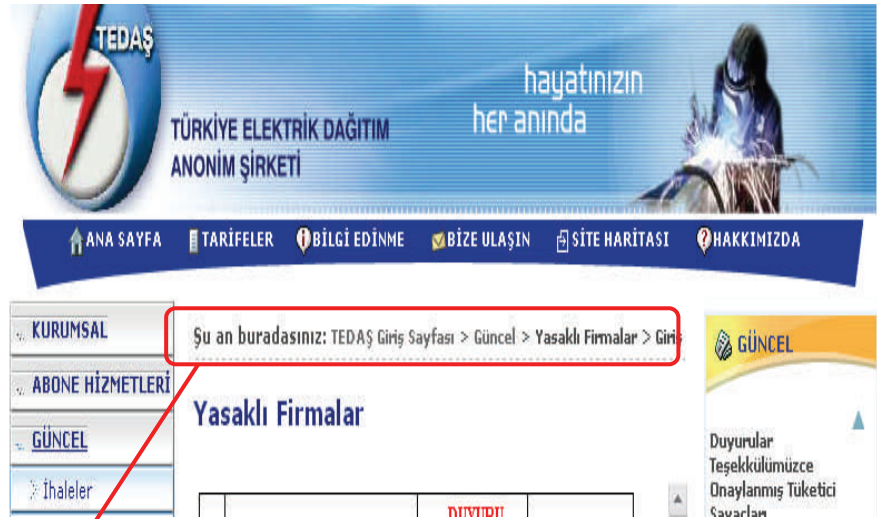 TEDAŞ
hayatınızın
her anında
TÜRKİYE ELEKTRİK DAĞITIM
ANONİM ŞİRKETİ
ANA SAYFA TARİFELER BİLGİ EDİNME BİZE ULAŞIN SİTE HARİTASI HAKKIMIZDA
KURUMSAL
ABONE HİZMETLERİ
GÜNCEL
İhaleler
Şu an buradasınız: TEDAŞ Giriş Sayfası > Güncel > Yasaklı Firmalar > Giriş
Yasaklı Firmalar
DUYURU
GÜNCEL
Duyurular
Teşekkülümüzce
Onaylanmış Tüketici
Sayaçları